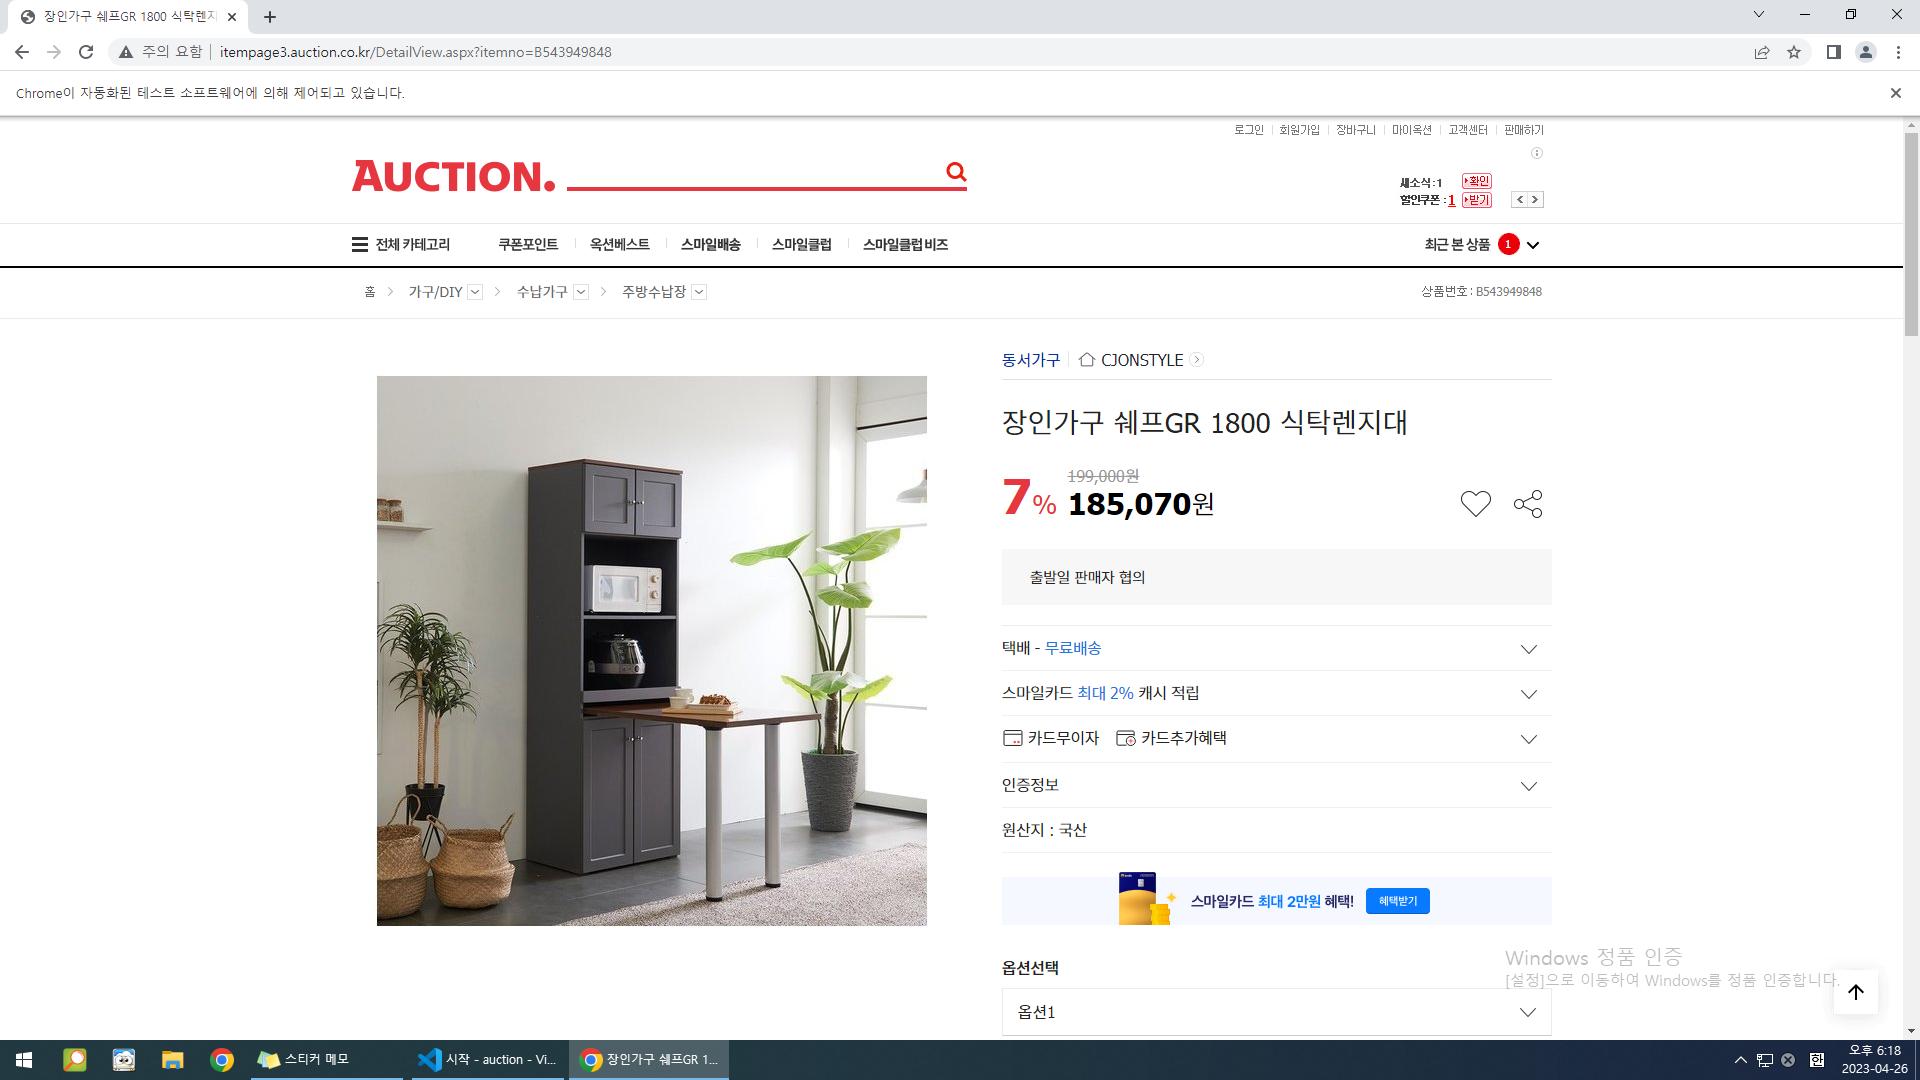 장인가구 쉐프GR 1800 식탁렌지
주의 요함
itempage3.auction.co.kr/DetailView.aspx?itemno=B543949848
Chrome이 자동화된 테스트 소프트웨어에 의해 제어되고 있습니다.
로그인 회원가입 장바구니 마이옥션 고객센터 판매하기
AUCTION.
새소식 : 1 확인
할인쿠폰 : 1 받기
전체 카테고리 쿠폰포인트 옥션베스트 스마일배송 스마일클럽 스마일클럽 비즈
최근 본 상품 1
홈 > 가구/DIY > 수납가구 > 주방수납장
상품번호 : B543949848
동서가구 CJONSTYLE
장인가구 쉐프GR 1800 식탁렌지대
199,000원
7% 185,070원
출발일 판매자 협의
택배 - 무료배송
스마일카드 최대 2% 캐시 적립
카드무이자 카드추가혜택
인증정보
원산지 : 국산
스마일카드 최대 2만원 혜택! 혜택받기
옵션선택
옵션1
Windows 정품 인증
[설정]으로 이동하여 Windows를 정품 인증합니다.
스티커 메모
시작 - auction - Vi...
장인가구 쉐프GR 1...
한
오후 6:18
2023-04-26